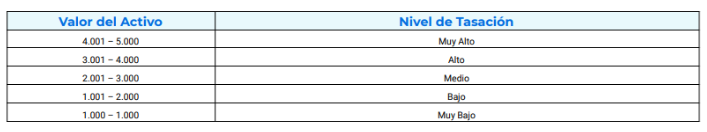 Valor del Activo Nivel de Tasación
4.001 – 5.000 Muy Alto
3.001 – 4.000 Alto
2.001 – 3.000 Medio
1.001 – 2.000 Bajo
1.000 – 1.000 Muy Bajo